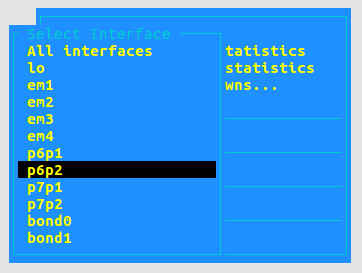 Select Interface
All interfaces
lo
em1
em2
em3
em4
p6p1
p6p2
p7p1
p7p2
bond0
bond1
tatistics
statistics
wns...